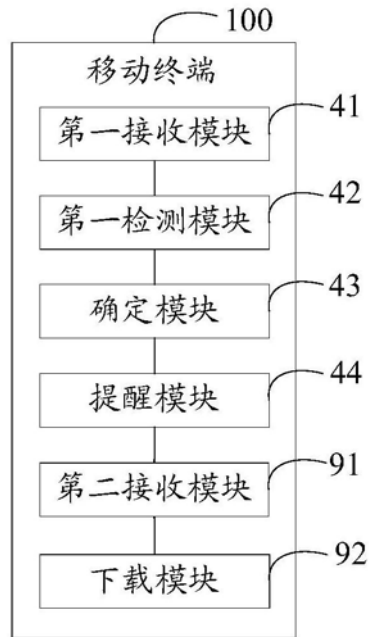 100
移动终端
41
第一接收模块
42
第一检测模块
43
确定模块
44
提醒模块
91
第二接收模块
92
下载模块